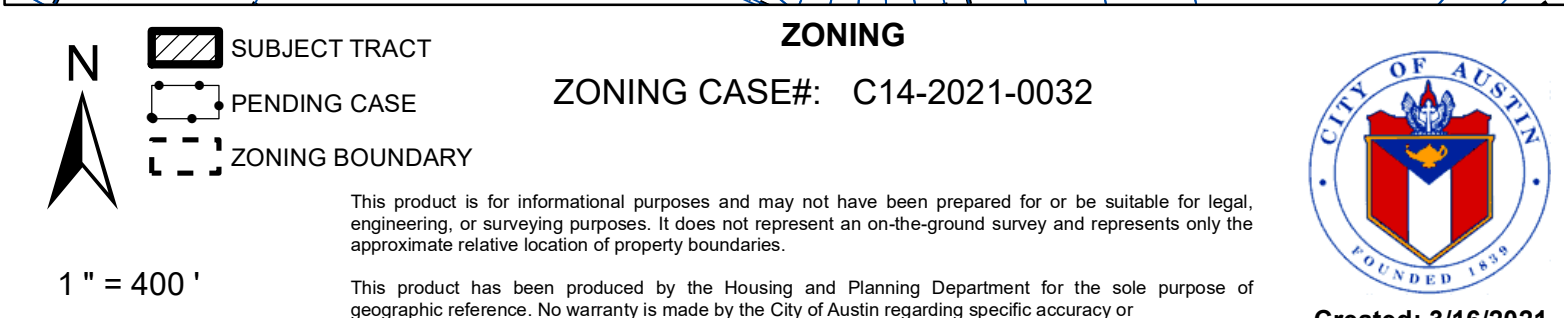 ZONING
ZONING CASE#: C14-2021-0032
N
SUBJECT TRACT
PENDING CASE
ZONING BOUNDARY
1 " = 400 '
This product is for informational purposes and may not have been prepared for or be suitable for legal,
engineering, or surveying purposes. It does not represent an on-the-ground survey and represents only the
approximate relative location of property boundaries.
This product has been produced by the Housing and Planning Department for the sole purpose of
geographic reference. No warranty is made by the City of Austin regarding specific accuracy or
CITY OF AUSTIN
FOUNDED 1839
Created: 3/16/2021